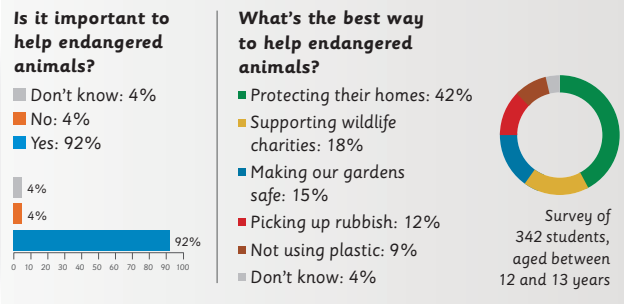 Is it important to
help endangered
animals?
Don't know: 4%
No: 4%
Yes: 92%
4%
4%
92%
0 10 20 30 40 50 60 70 80 90 100
What's the best way
to help endangered
animals?
Protecting their homes: 42%
Supporting wildlife
charities: 18%
Making our gardens
safe: 15%
Picking up rubbish: 12%
Not using plastic: 9%
Don't know: 4%
Survey of
342 students,
aged between
12 and 13 years